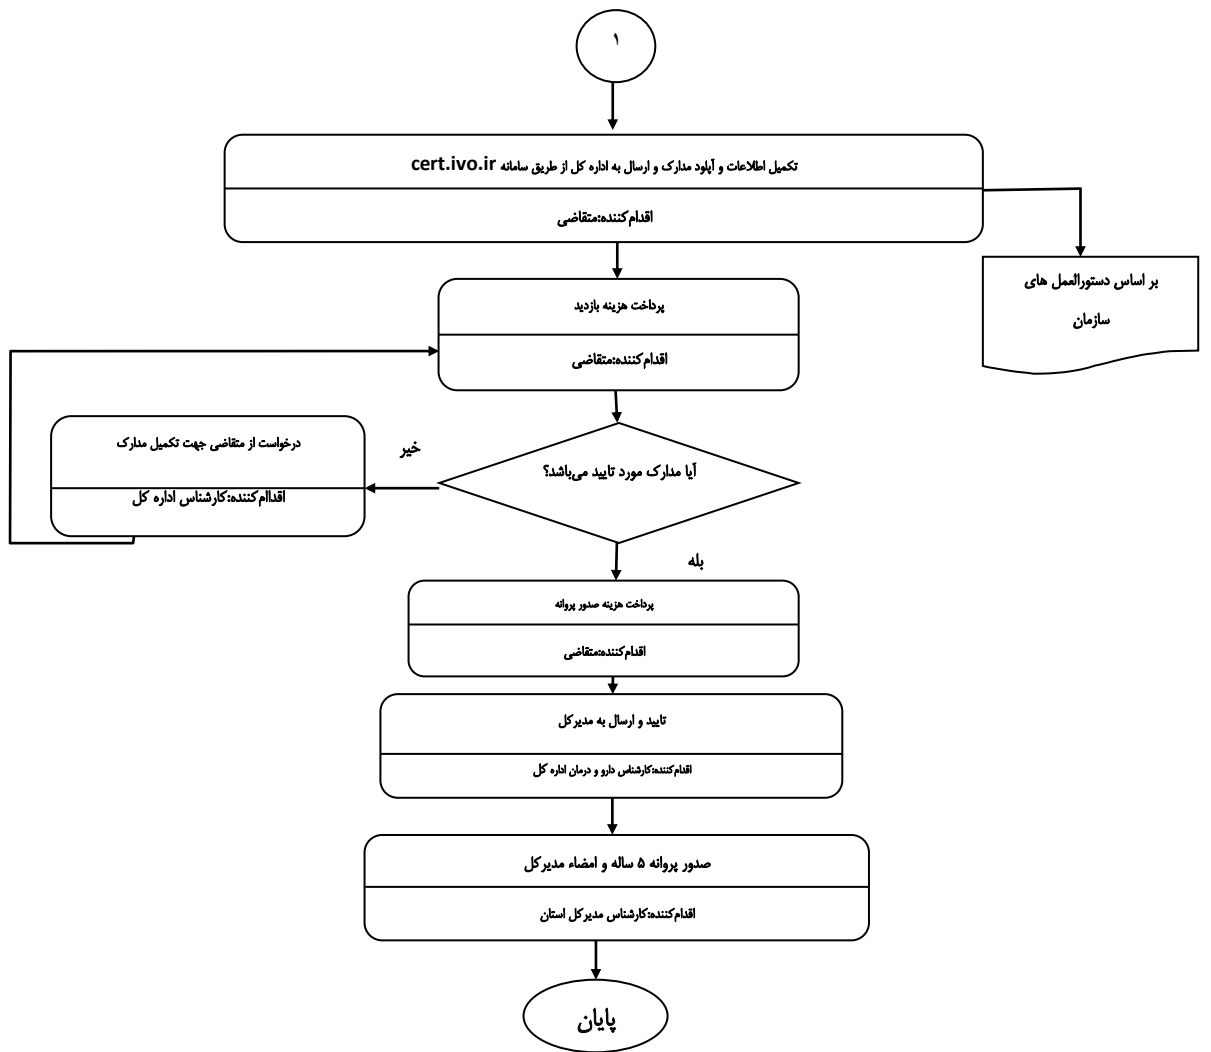 ۱
تکمیل اطلاعات و آپلود مدارک و ارسال به اداره کل از طریق سامانه cert.ivo.ir
اقدام‌کننده:متقاضی
بر اساس دستورالعمل های
سازمان
پرداخت هزینه بازدید
اقدام‌کننده:متقاضی
آیا مدارک مورد تایید می‌باشد؟
خیر
درخواست از متقاضی جهت تکمیل مدارک
اقداام‌کننده:کارشناس اداره کل
بله
پرداخت هزینه صدور پروانه
اقدام‌کننده:متقاضی
تایید و ارسال به مدیرکل
اقدام‌کننده:کارشناس دارو و درمان اداره کل
صدور پروانه ۵ ساله و امضاء مدیرکل
اقدام‌کننده:کارشناس مدیرکل استان
پایان